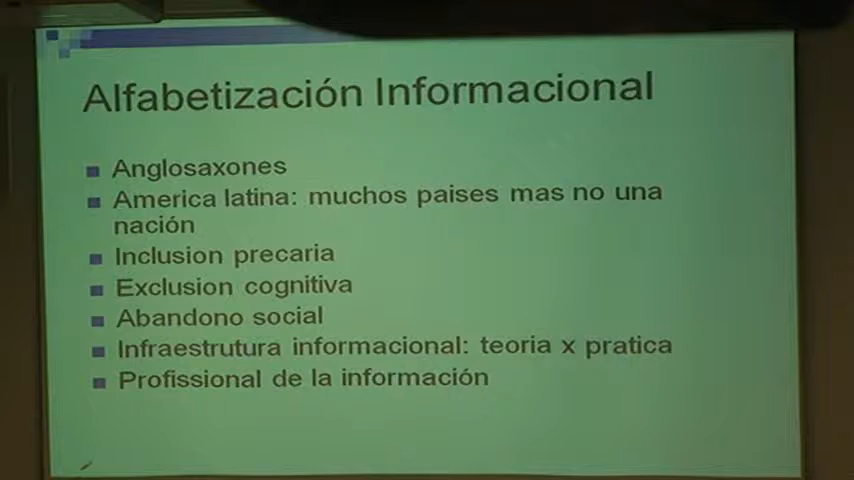 Alfabetización Informacional
Anglosaxones
America latina: muchos paises mas no una
nación
Inclusion precaria
Exclusion cognitiva
Abandono social
Infraestrutura informacional: teoria x pratica
Profissional de la información